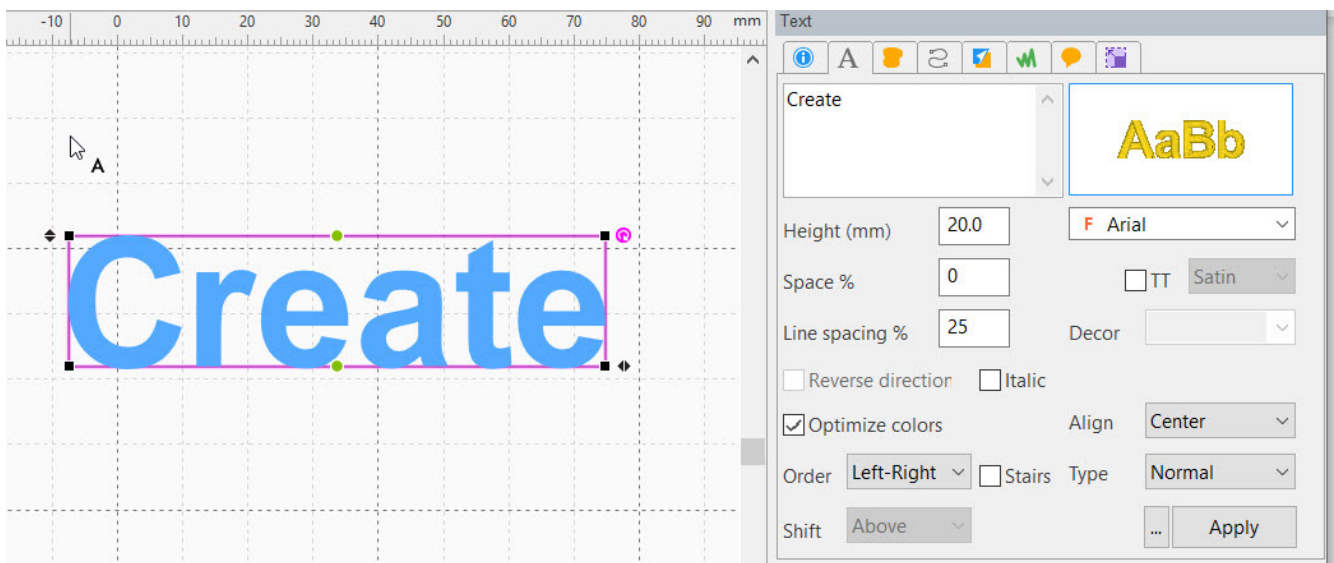 -10 0 10 20 30 40 50 60 70 80 90 mm
Text
A
Create
AaBb
A
Height (mm) 20.0 F Arial
Space % 0 TT Satin
Line spacing % 25 Decor
Create
Reverse direction Italic
Optimize colors Align Center
Order Left-Right Stairs Type Normal
Shift Above ... Apply